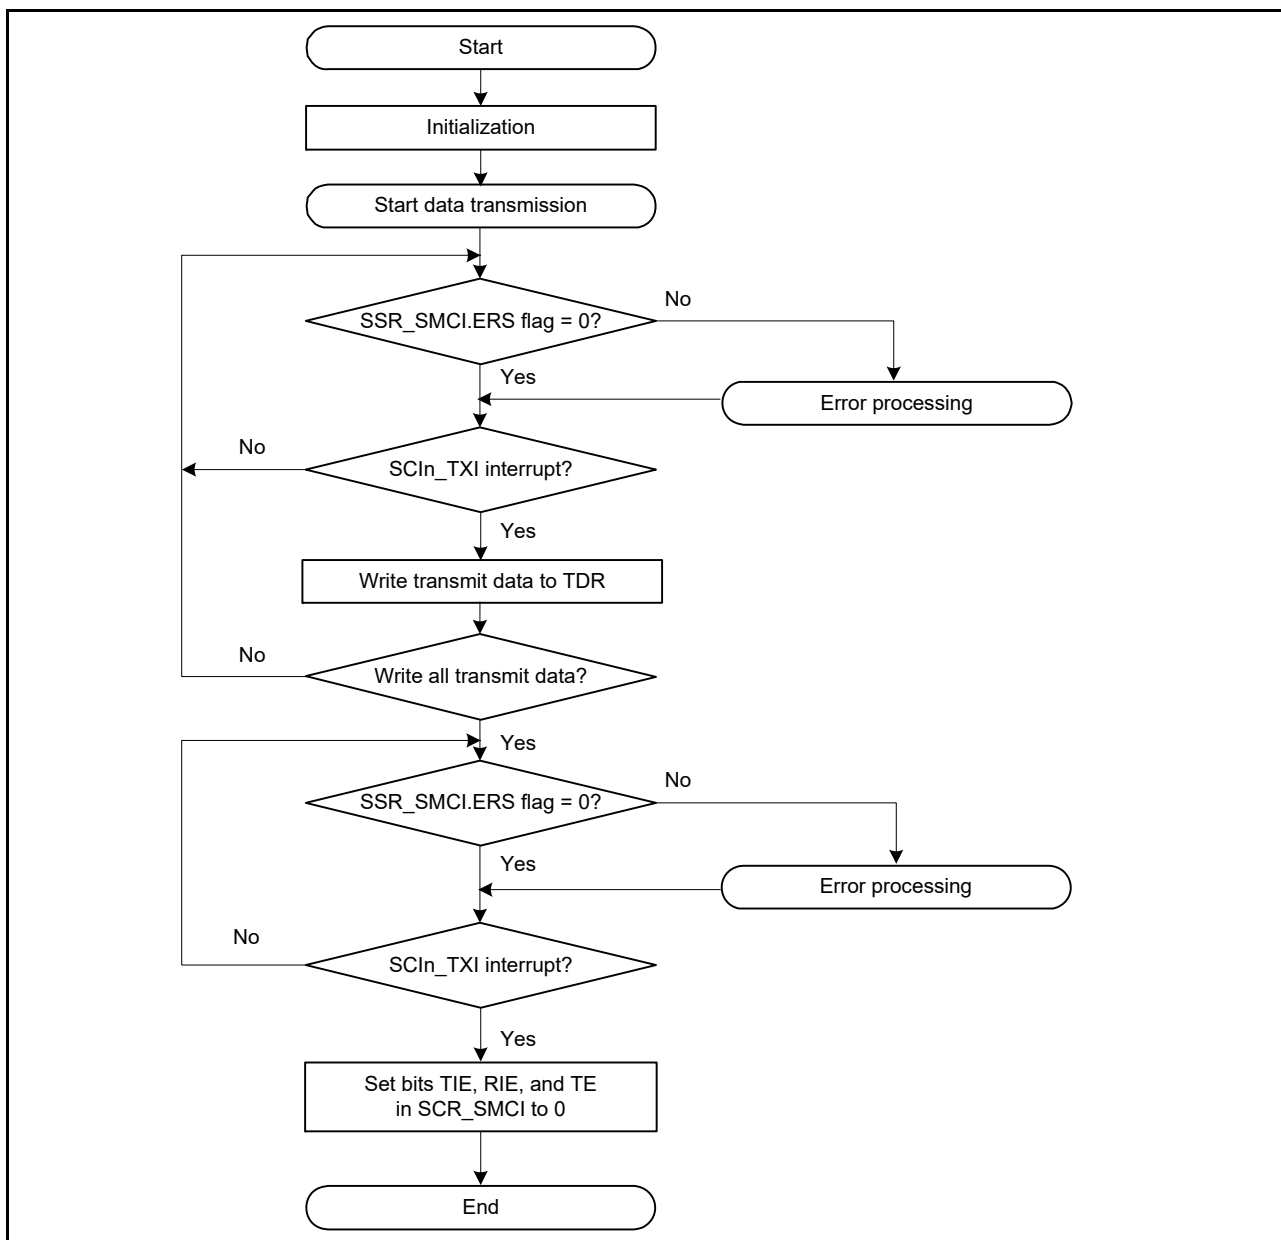 Start
Initialization
Start data transmission
SSR_SMCI.ERS flag = 0?
No
Yes
Error processing
SCIn_TXI interrupt?
No
Yes
Write transmit data to TDR
Write all transmit data?
No
Yes
SSR_SMCI.ERS flag = 0?
No
Yes
Error processing
SCIn_TXI interrupt?
No
Yes
Set bits TIE, RIE, and TE
in SCR_SMCI to 0
End